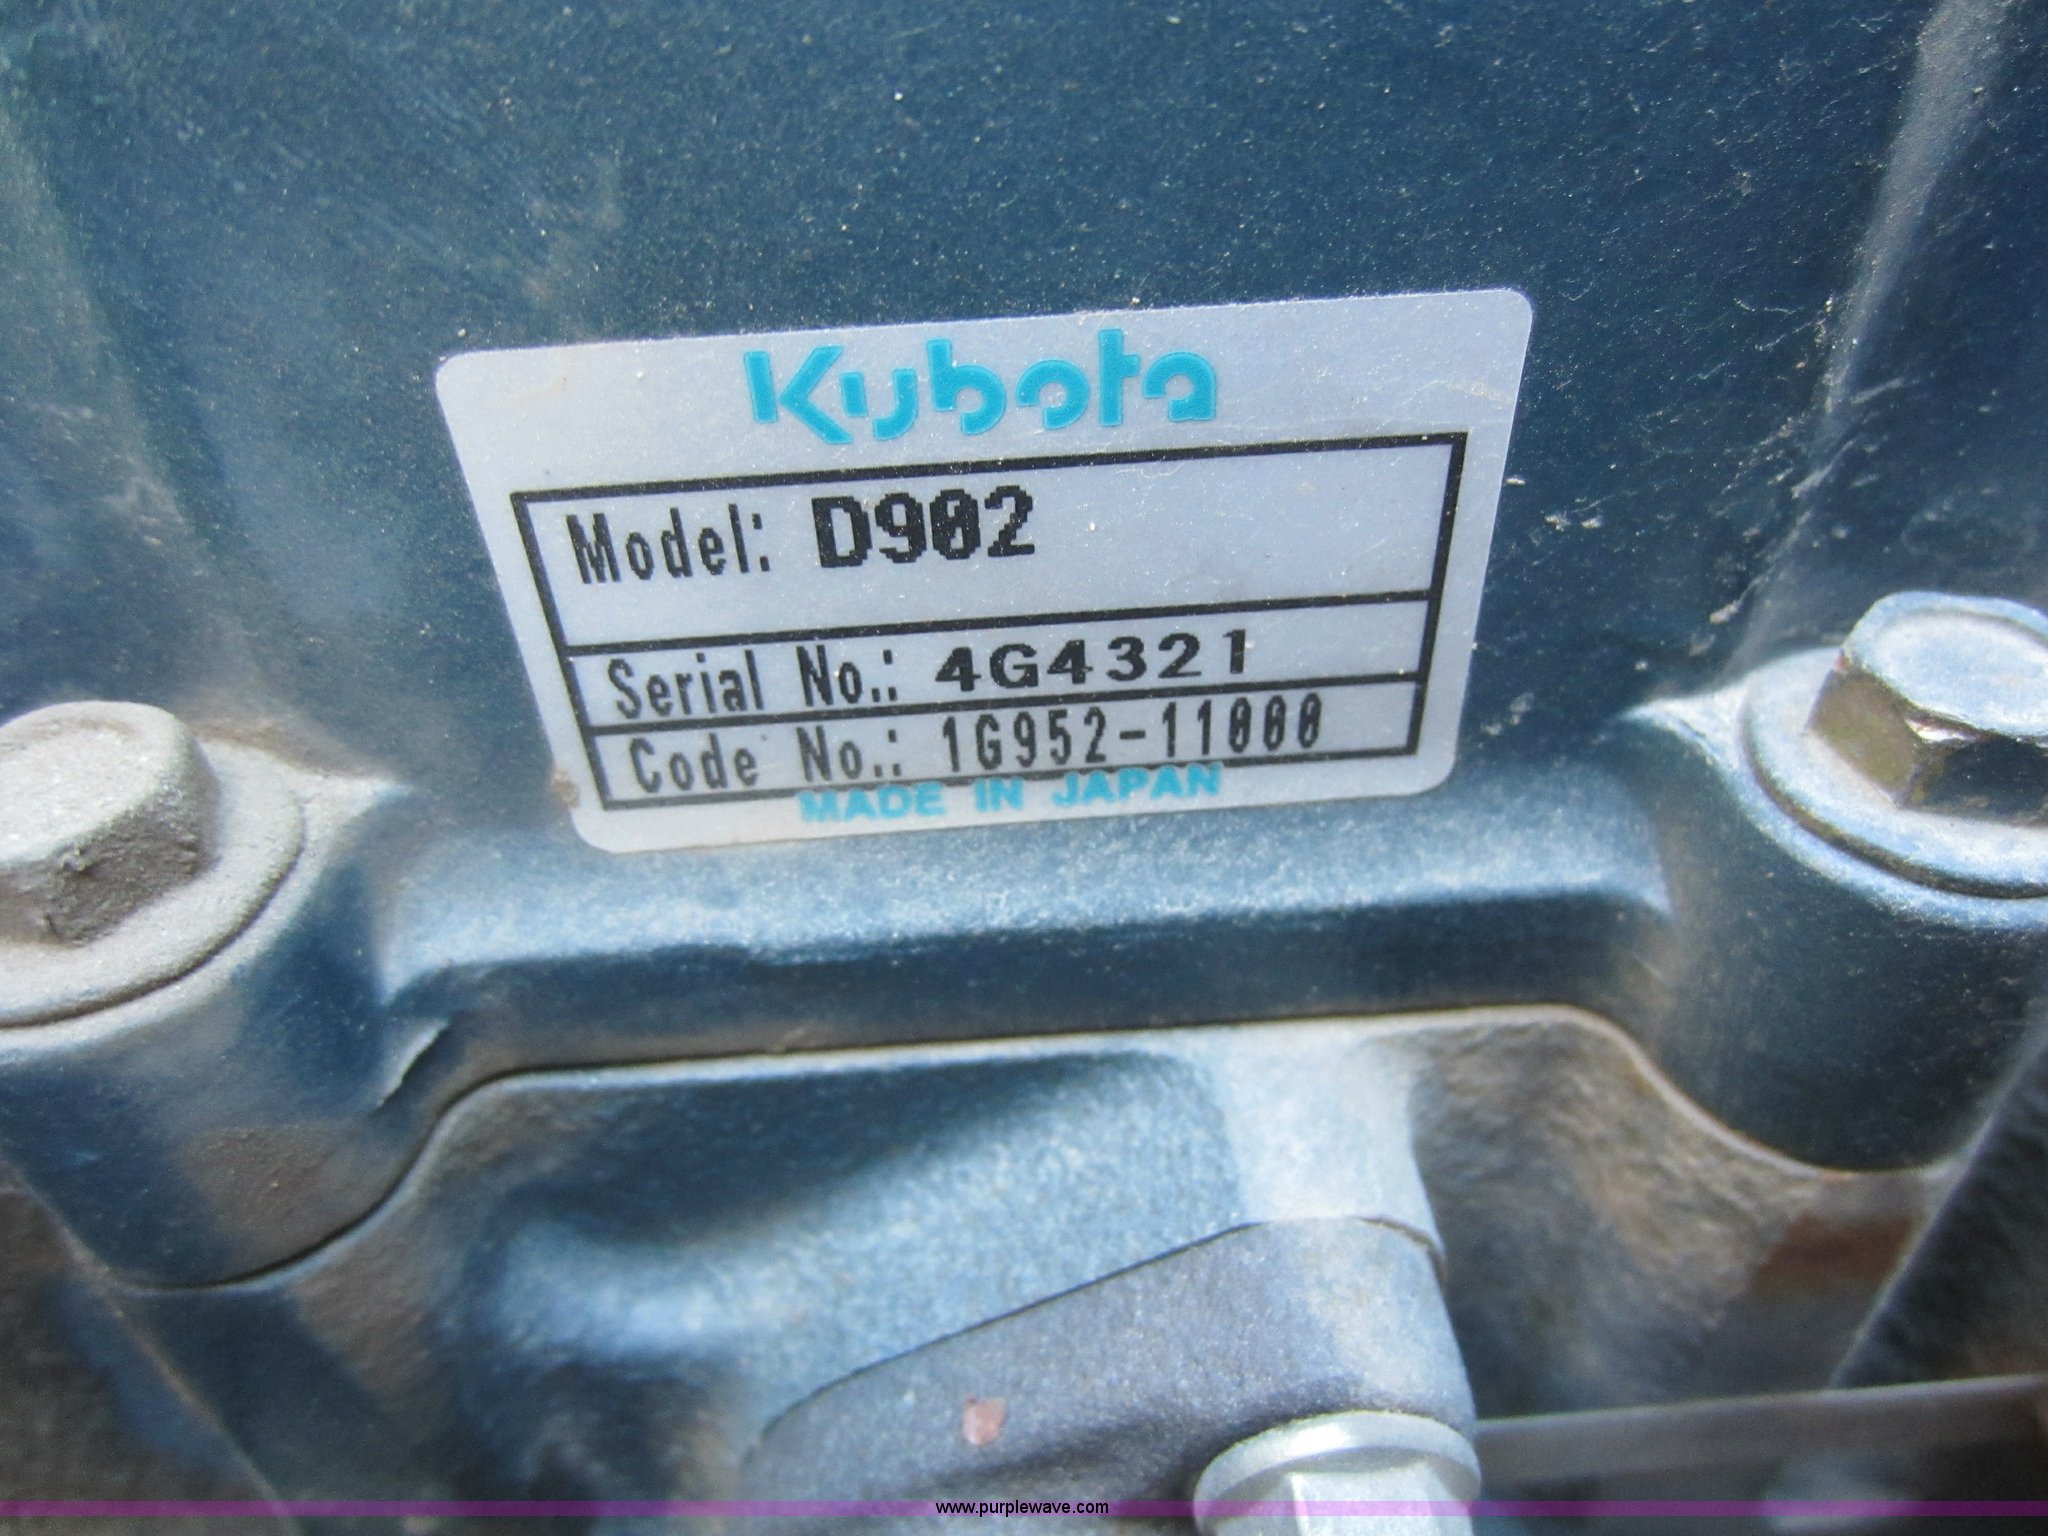 Kubota
Model: D902
Serial No.: 4G4321
Code No.: 1G952-11000
MADE IN JAPAN
www.purplewave.com